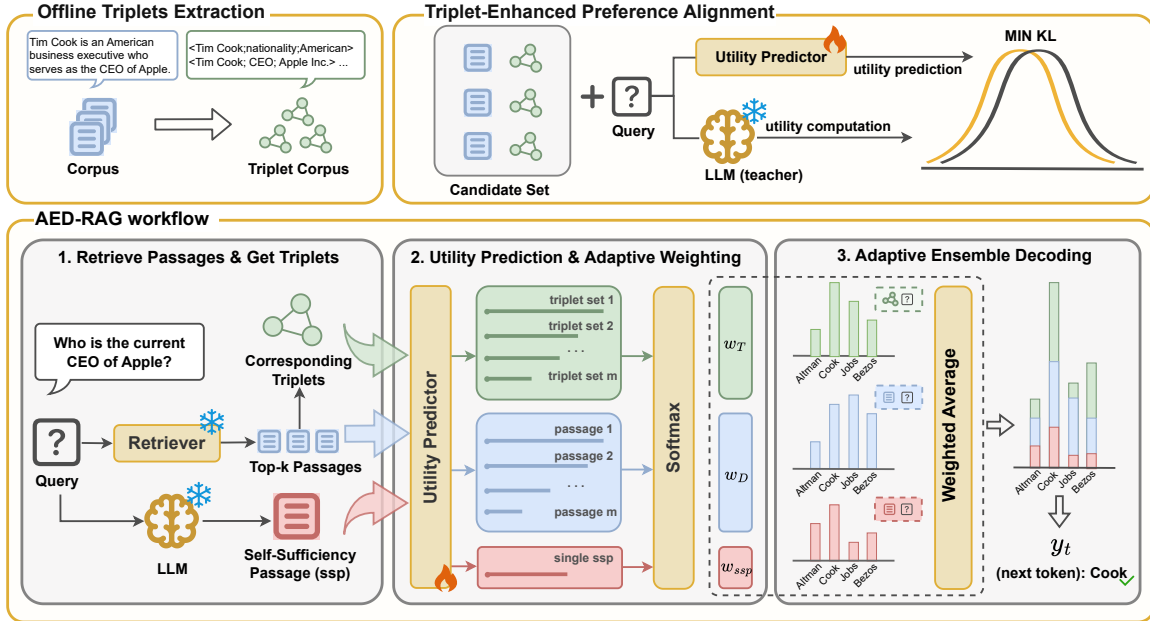 Offline Triplets Extraction
Tim Cook is an American
business executive who
serves as the CEO of Apple.
<Tim Cook;nationality;American>
<Tim Cook; CEO; Apple Inc.> ...
Corpus
Triplet Corpus
Triplet-Enhanced Preference Alignment
Candidate Set
?
Query
Utility Predictor
utility prediction
utility computation
LLM (teacher)
MIN KL
AED-RAG workflow
1. Retrieve Passages & Get Triplets
Who is the current
CEO of Apple?
Corresponding
Triplets
?
Query
Retriever
Top-k Passages
LLM
Self-Sufficiency
Passage (ssp)
2. Utility Prediction & Adaptive Weighting
Utility Predictor
triplet set 1
triplet set 2
...
triplet set m
passage 1
passage 2
...
passage m
single ssp
Softmax
w_T
w_D
w_ssp
3. Adaptive Ensemble Decoding
?
Altman
Cook
Jobs
Bezos
?
Altman
Cook
Jobs
Bezos
?
Altman
Cook
Jobs
Bezos
Weighted Average
Altman
Cook
Jobs
Bezos
y_t
(next token): Cook